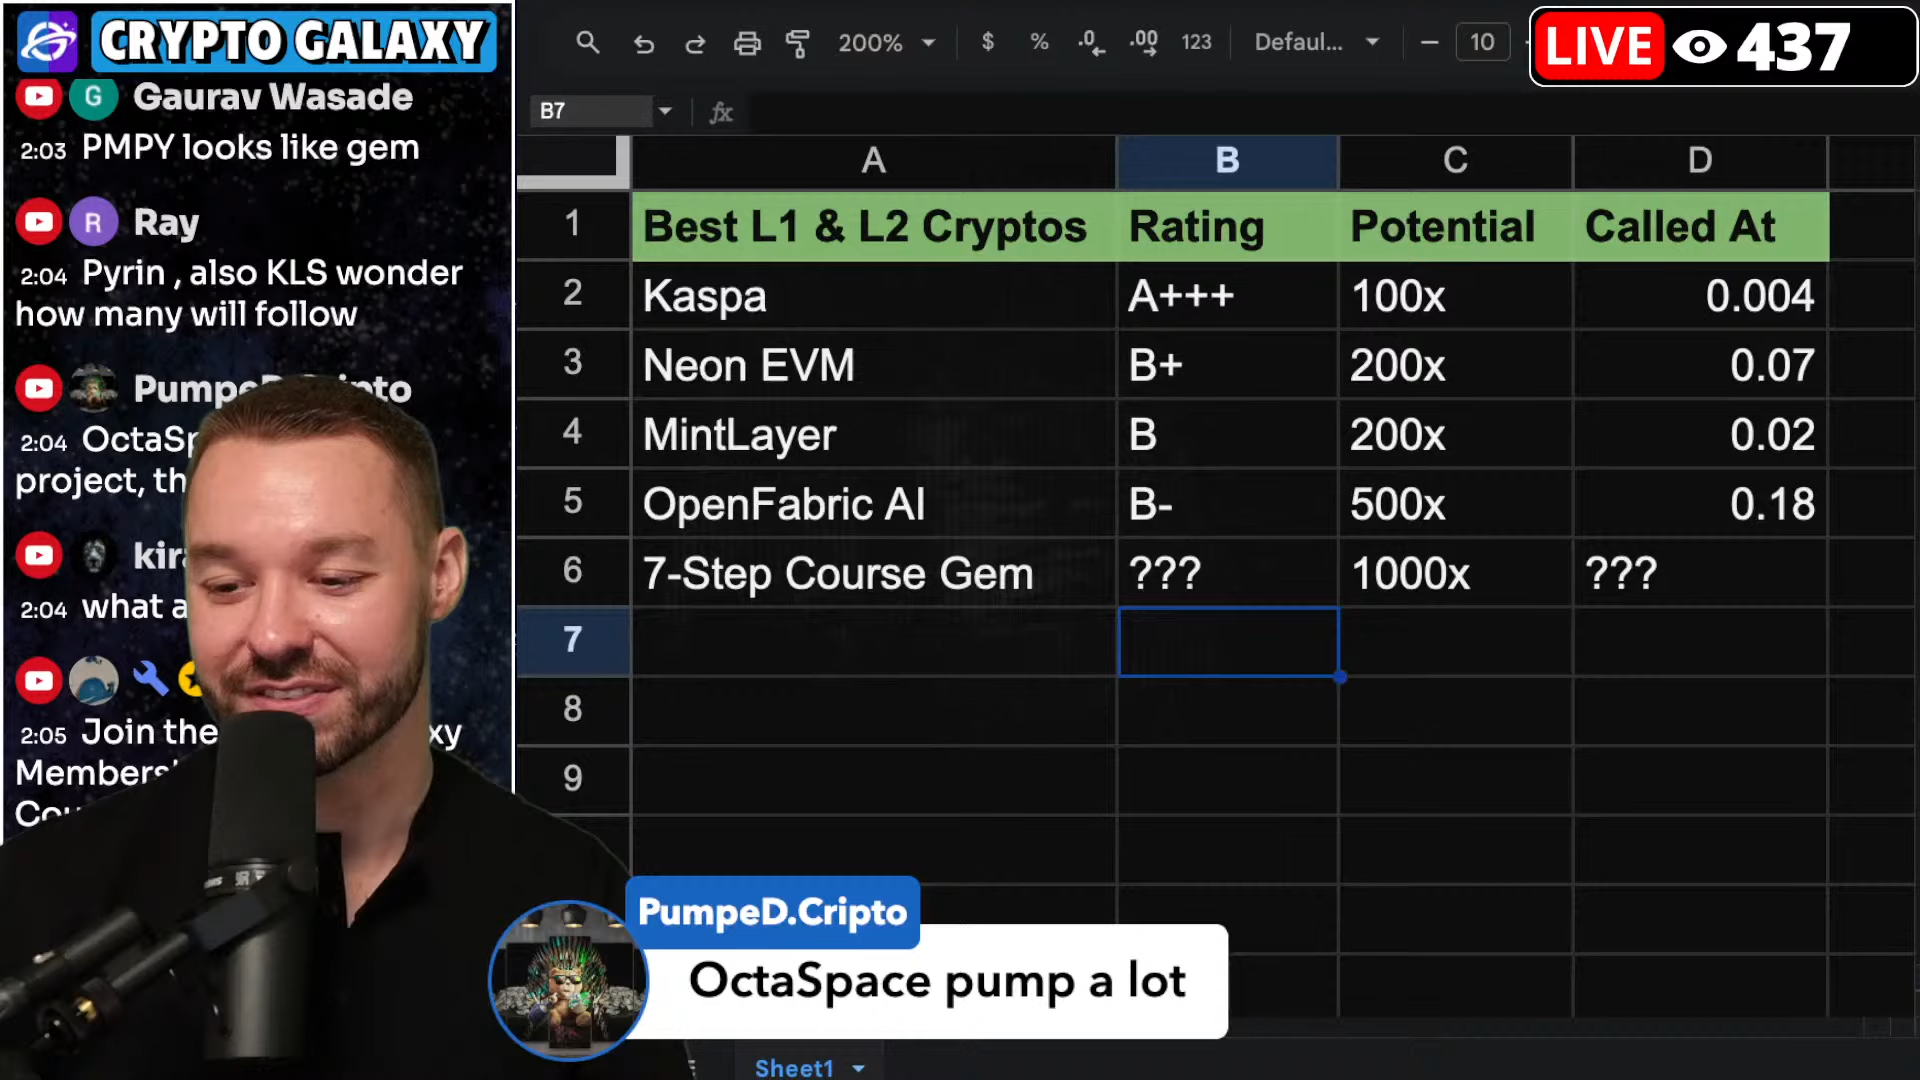 CRYPTO GALAXY
G Gaurav Wasade
2:03 PMPY looks like gem
R Ray
2:04 Pyrin , also KLS wonder
how many will follow
2:04
project,
2:04 what
2:05 Join the
200% $ % .0 .00 123 Defaul... 10
LIVE 437
B7 fx
A B C D
1 Best L1 & L2 Cryptos Rating Potential Called At
2 Kaspa A+++ 100x 0.004
3 Neon EVM B+ 200x 0.07
4 MintLayer B 200x 0.02
5 OpenFabric AI B- 500x 0.18
6 7-Step Course Gem ??? 1000x ???
7
8
9
PumpeD.Cripto
OctaSpace pump a lot
Sheet1